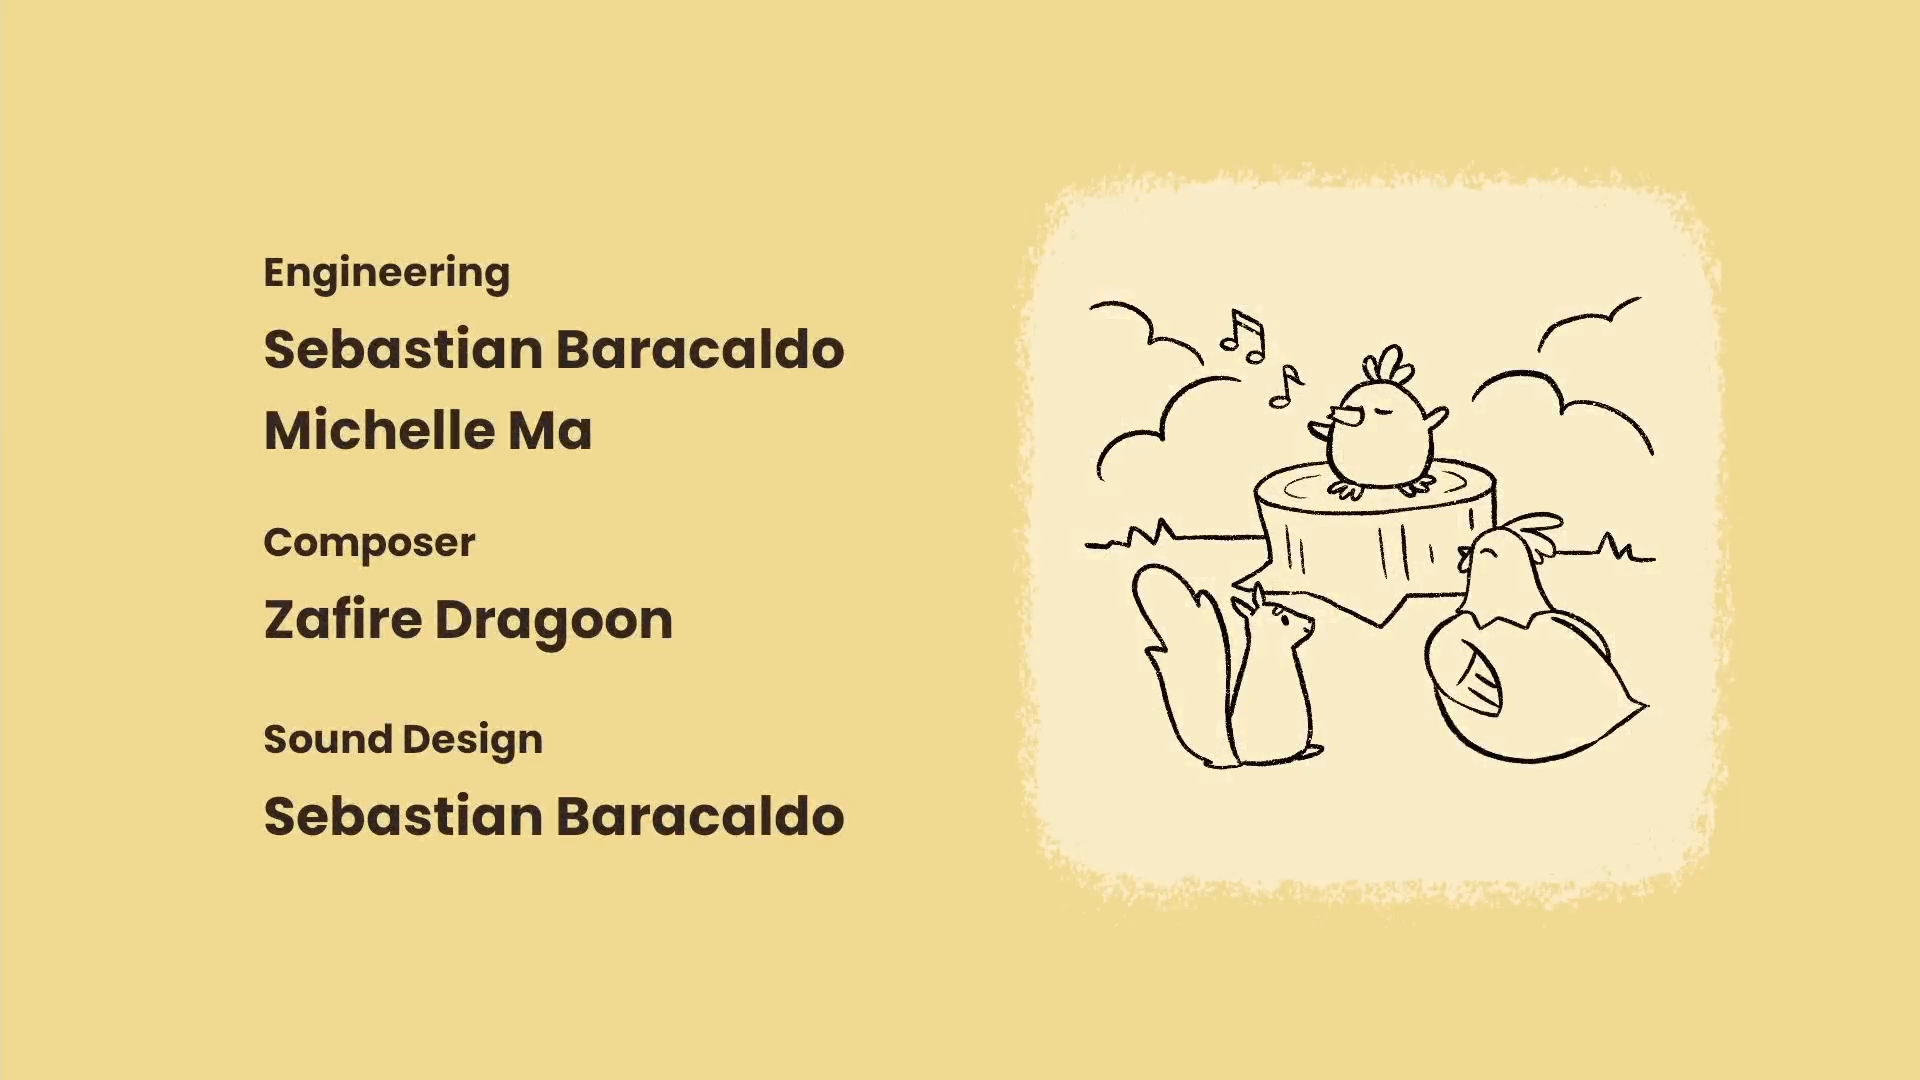 Engineering
Sebastian Baracaldo
Michelle Ma
Composer
Zafire Dragoon
Sound Design
Sebastian Baracaldo